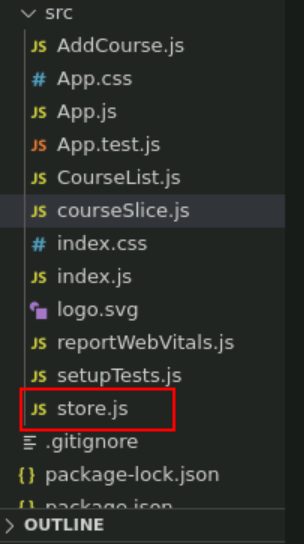 src
JS AddCourse.js
# App.css
JS App.js
JS App.test.js
JS CourseList.js
JS courseSlice.js
# index.css
JS index.js
logo.svg
JS reportWebVitals.js
JS setupTests.js
JS store.js
.gitignore
{} package-lock.json
{} package.json
OUTLINE